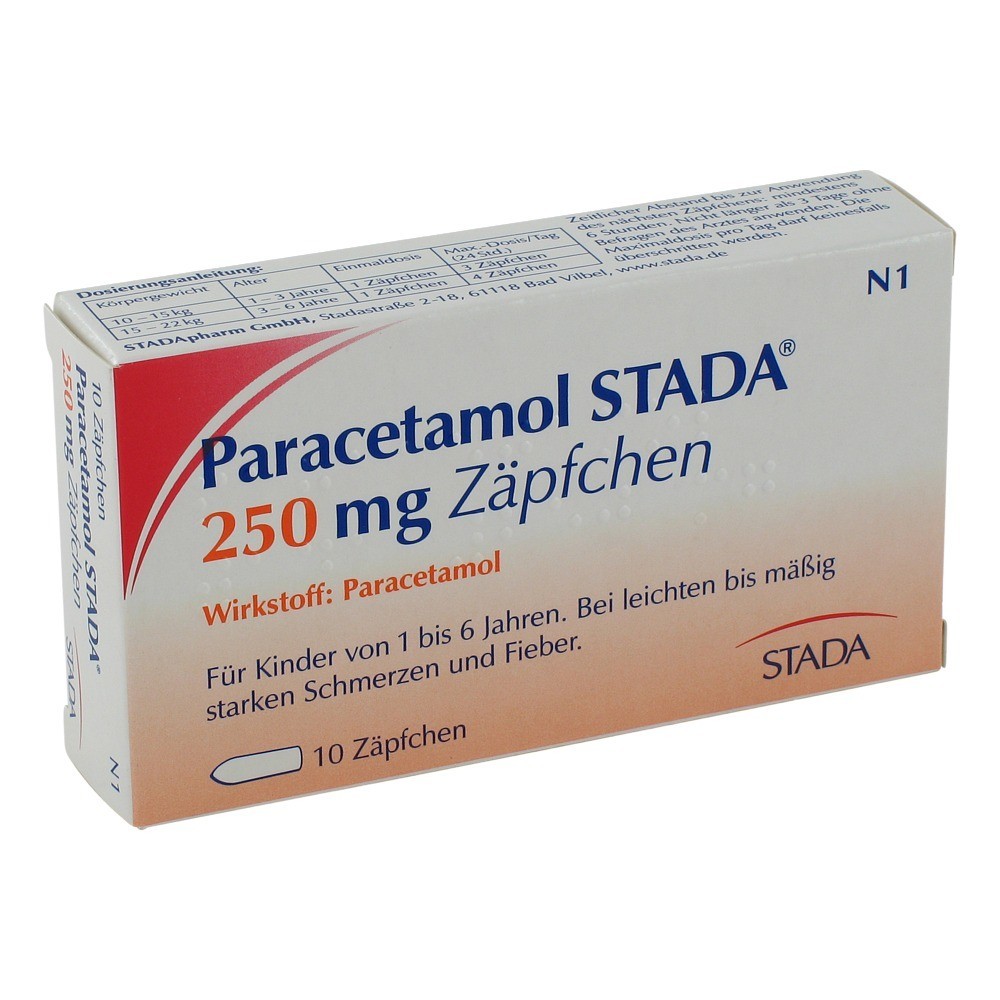 Dosierungsanleitung:
Körpergewicht Alter Einmaldosis Max.-Dosis/Tag (24 Std.)
10 – 15 kg 1 – 3 Jahre 1 Zäpfchen 3 Zäpfchen
15 – 22 kg 3 – 6 Jahre 1 Zäpfchen 4 Zäpfchen
STADApharm GmbH, Stadastraße 2-18, 61118 Bad Vilbel, www.stada.de
Zeitlicher Abstand bis zur Anwendung
des nächsten Zäpfchens: mindestens
6 Stunden. Nicht länger als 3 Tage ohne
Befragen des Arztes anwenden. Die
Maximaldosis pro Tag darf keinesfalls
überschritten werden.
N1
Paracetamol STADA®
250 mg Zäpfchen
Wirkstoff: Paracetamol
Für Kinder von 1 bis 6 Jahren. Bei leichten bis mäßig
starken Schmerzen und Fieber.
10 Zäpfchen
STADA
10 Zäpfchen
Paracetamol STADA®
250 mg Zäpfchen
STADA
N1